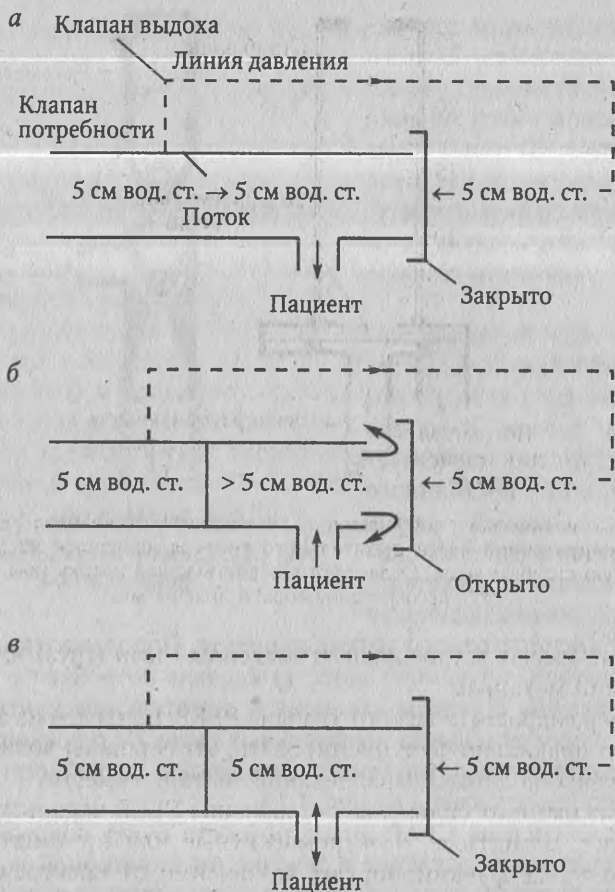 а
Клапан выдоха
Линия давления
Клапан
потребности
5 см вод. ст. → 5 см вод. ст. ← 5 см вод. ст.
Поток
Пациент
Закрыто
б
5 см вод. ст. > 5 см вод. ст. ← 5 см вод. ст.
Пациент
Открыто
в
5 см вод. ст. 5 см вод. ст. ← 5 см вод. ст.
Пациент
Закрыто